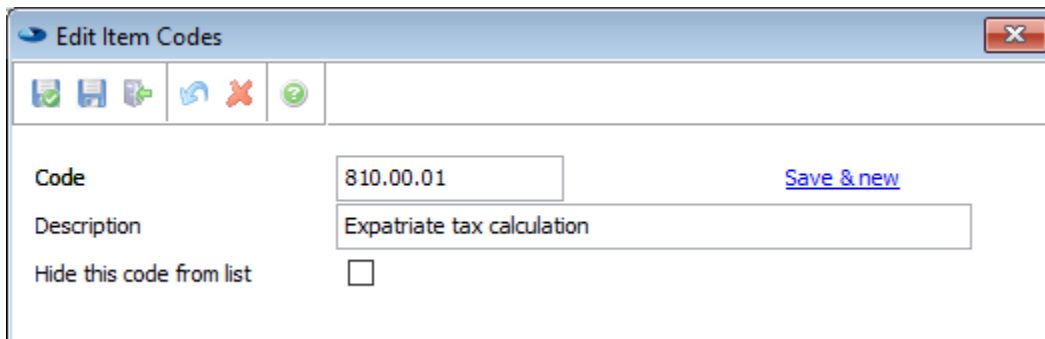 Edit Item Codes
Code 810.00.01 Save & new
Description Expatriate tax calculation
Hide this code from list